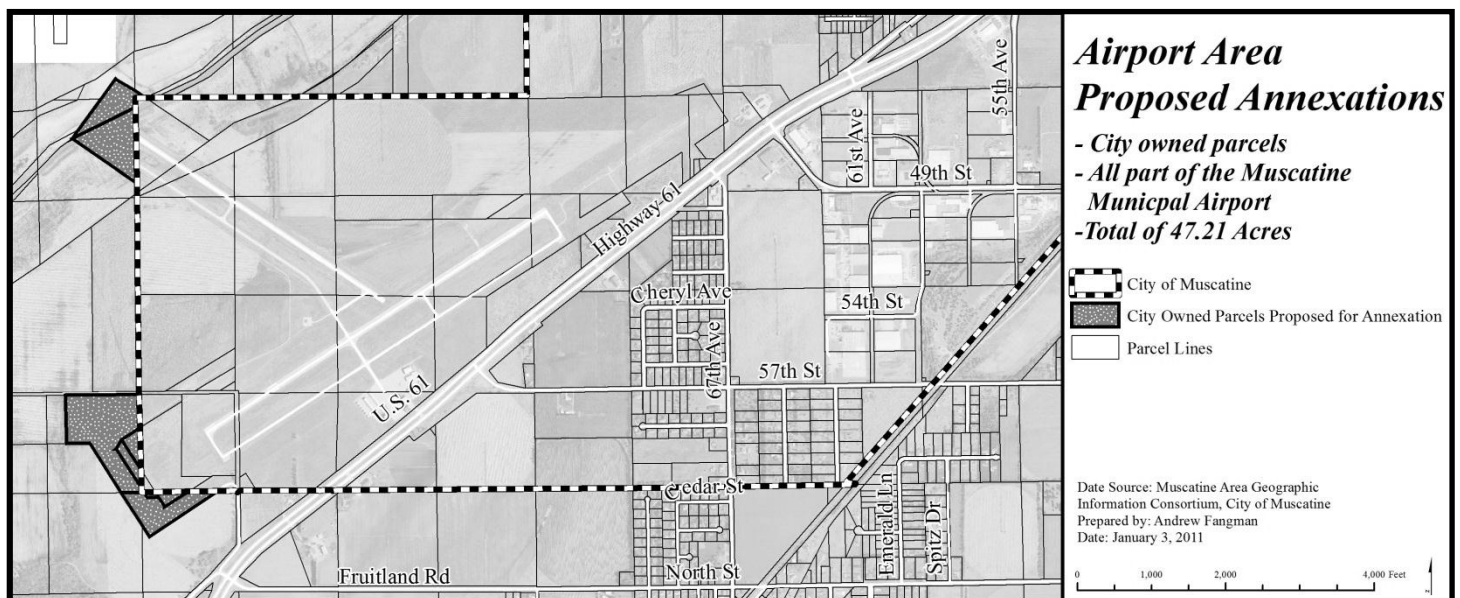 Airport Area
Proposed Annexations
- City owned parcels
- All part of the Muscatine
Municpal Airport
-Total of 47.21 Acres
City of Muscatine
City Owned Parcels Proposed for Annexation
Parcel Lines
Date Source: Muscatine Area Geographic
Information Consortium, City of Muscatine
Prepared by: Andrew Fangman
Date: January 3, 2011
0 1,000 2,000 4,000 Feet
55th Ave
61st Ave
49th St
Highway 61
Cheryl Ave
54th St
67th Ave
57th St
U.S. 61
Cedar St
Emerald Ln
Spitz Dr
Fruitland Rd
North St